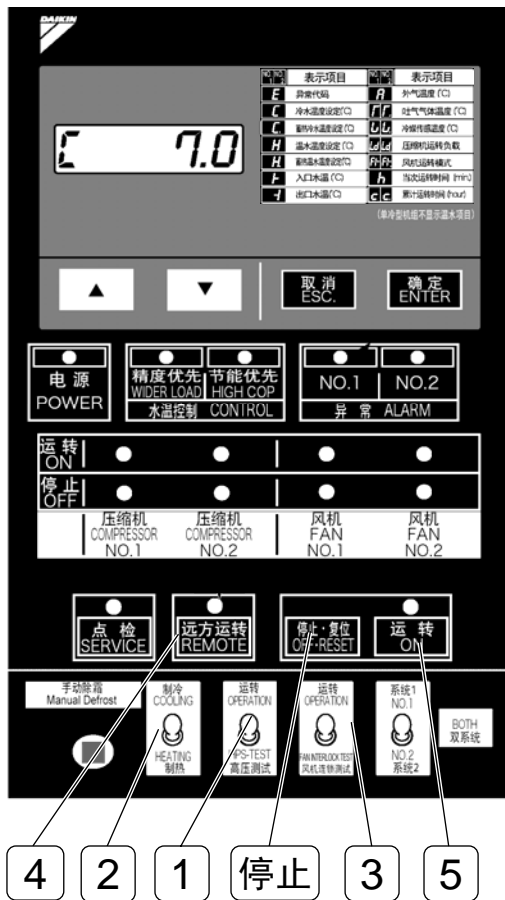 DAIKIN
NO. 1 NO. 2 表示项目 NO. 1 NO. 2 表示项目
E 异常代码 A 外气温度(℃)
C 冷水温度设定(℃) 吐气气体温度(℃)
C. 蓄热冷水温度设定(℃) 冷媒传感温度(℃)
H 温水温度设定(℃) Ld Ld 压缩机运转负载
H. 蓄热温水温度设定(℃) 风机运转模式
入口水温(℃) h 当次运转时间 (min)
出口水温(℃) c c 累计运转时间 (hour)
(单冷型机组不显示温水项目)
C 7.0
▲ ▼
取 消
ESC.
确 定
ENTER
电 源
POWER
精度优先
WIDER LOAD
节能优先
HIGH COP
水温控制 CONTROL
NO.1 NO.2
异 常 ALARM
运 转
ON
停 止
OFF
压缩机
COMPRESSOR
NO.1
压缩机
COMPRESSOR
NO.2
风机
FAN
NO.1
风机
FAN
NO.2
点 检
SERVICE
远方运转
REMOTE
停止·复位
OFF·RESET
运 转
ON
手动除霜
Manual Defrost
制冷
COOLING
HEATING
制热
运转
OPERATION
HPS-TEST
高压测试
运转
OPERATION
FAN INTERLOCK TEST
风机连锁测试
系统1
NO.1
NO.2
系统2
BOTH
双系统
4 2 1 停止 3 5